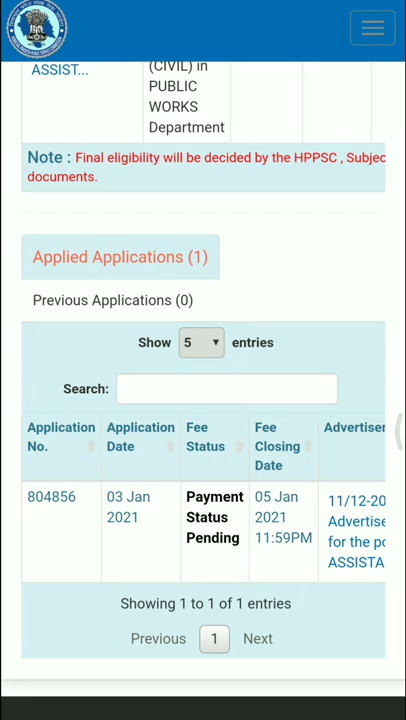 ASSIST...
(CIVIL) in
PUBLIC
WORKS
Department
Note : Final eligibility will be decided by the HPPSC , Subjec
documents.
Applied Applications (1)
Previous Applications (0)
Show 5 entries
Search:
Application No.
Application Date
Fee Status
Fee Closing Date
Advertiser
804856
03 Jan 2021
Payment Status Pending
05 Jan 2021 11:59PM
11/12-20
Advertise
for the po
ASSISTA
Showing 1 to 1 of 1 entries
Previous 1 Next